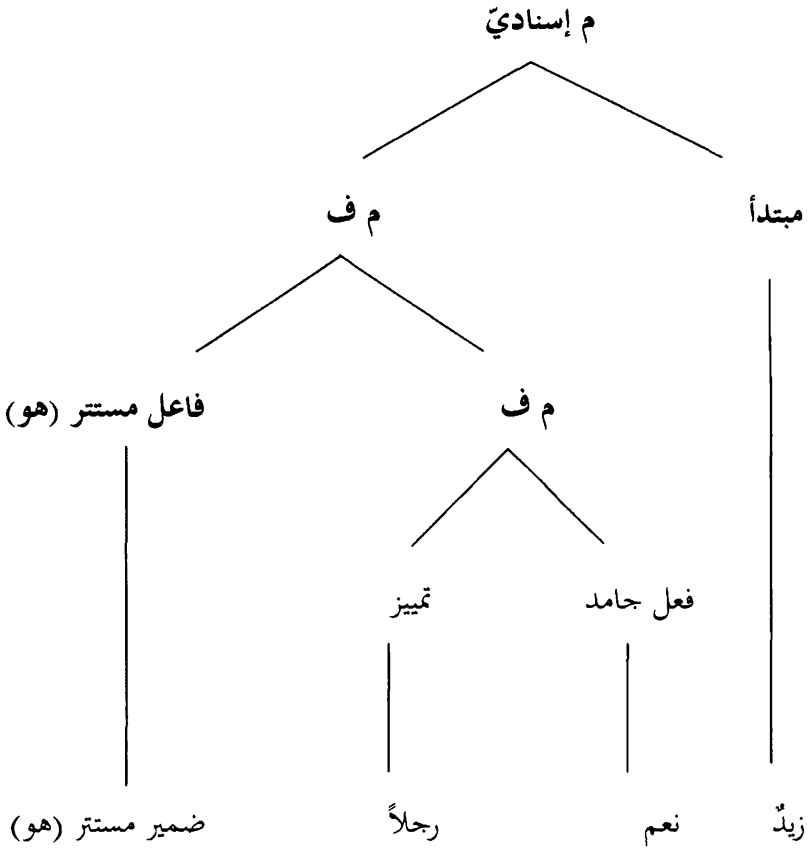 م إسناديّ
مبتدأ م ف
م ف فاعل مستتر (هو)
فعل جامد تمييز
زيدٌ نعم رجلاً ضمير مستتر (هو)